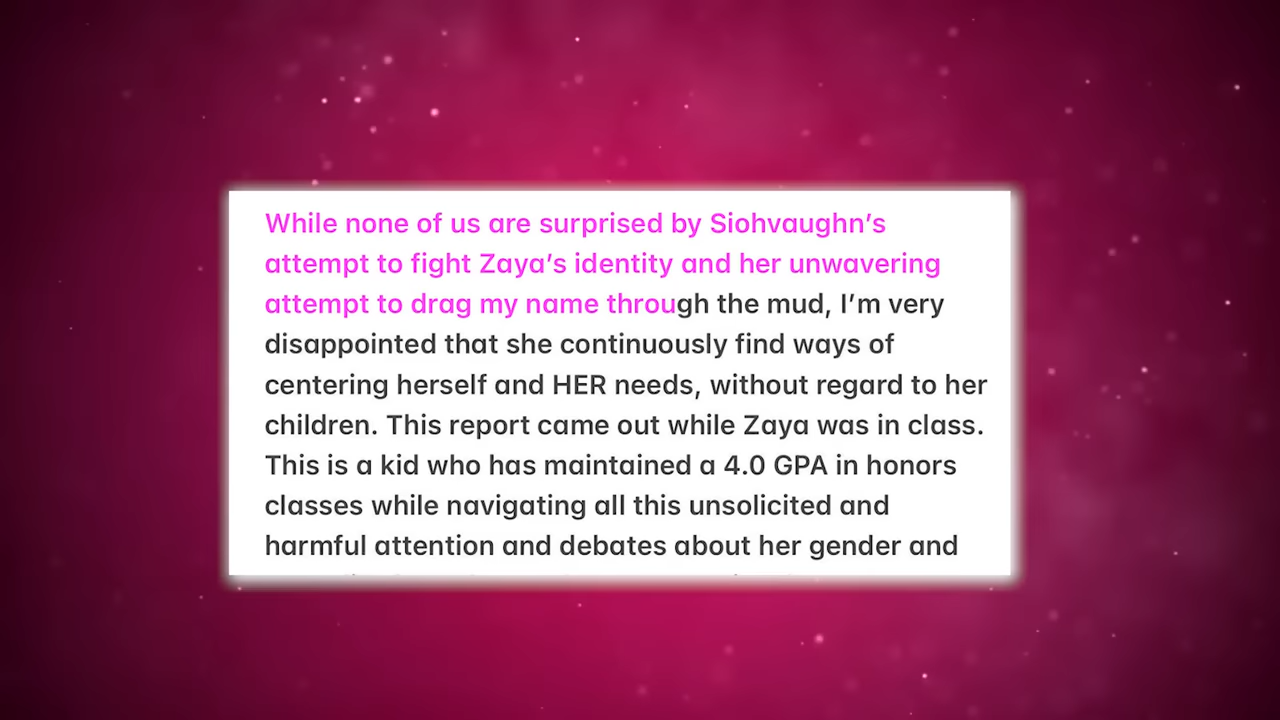 While none of us are surprised by Siohvaughn’s
attempt to fight Zaya’s identity and her unwavering
attempt to drag my name through the mud, I’m very
disappointed that she continuously find ways of
centering herself and HER needs, without regard to her
children. This report came out while Zaya was in class.
This is a kid who has maintained a 4.0 GPA in honors
classes while navigating all this unsolicited and
harmful attention and debates about her gender and